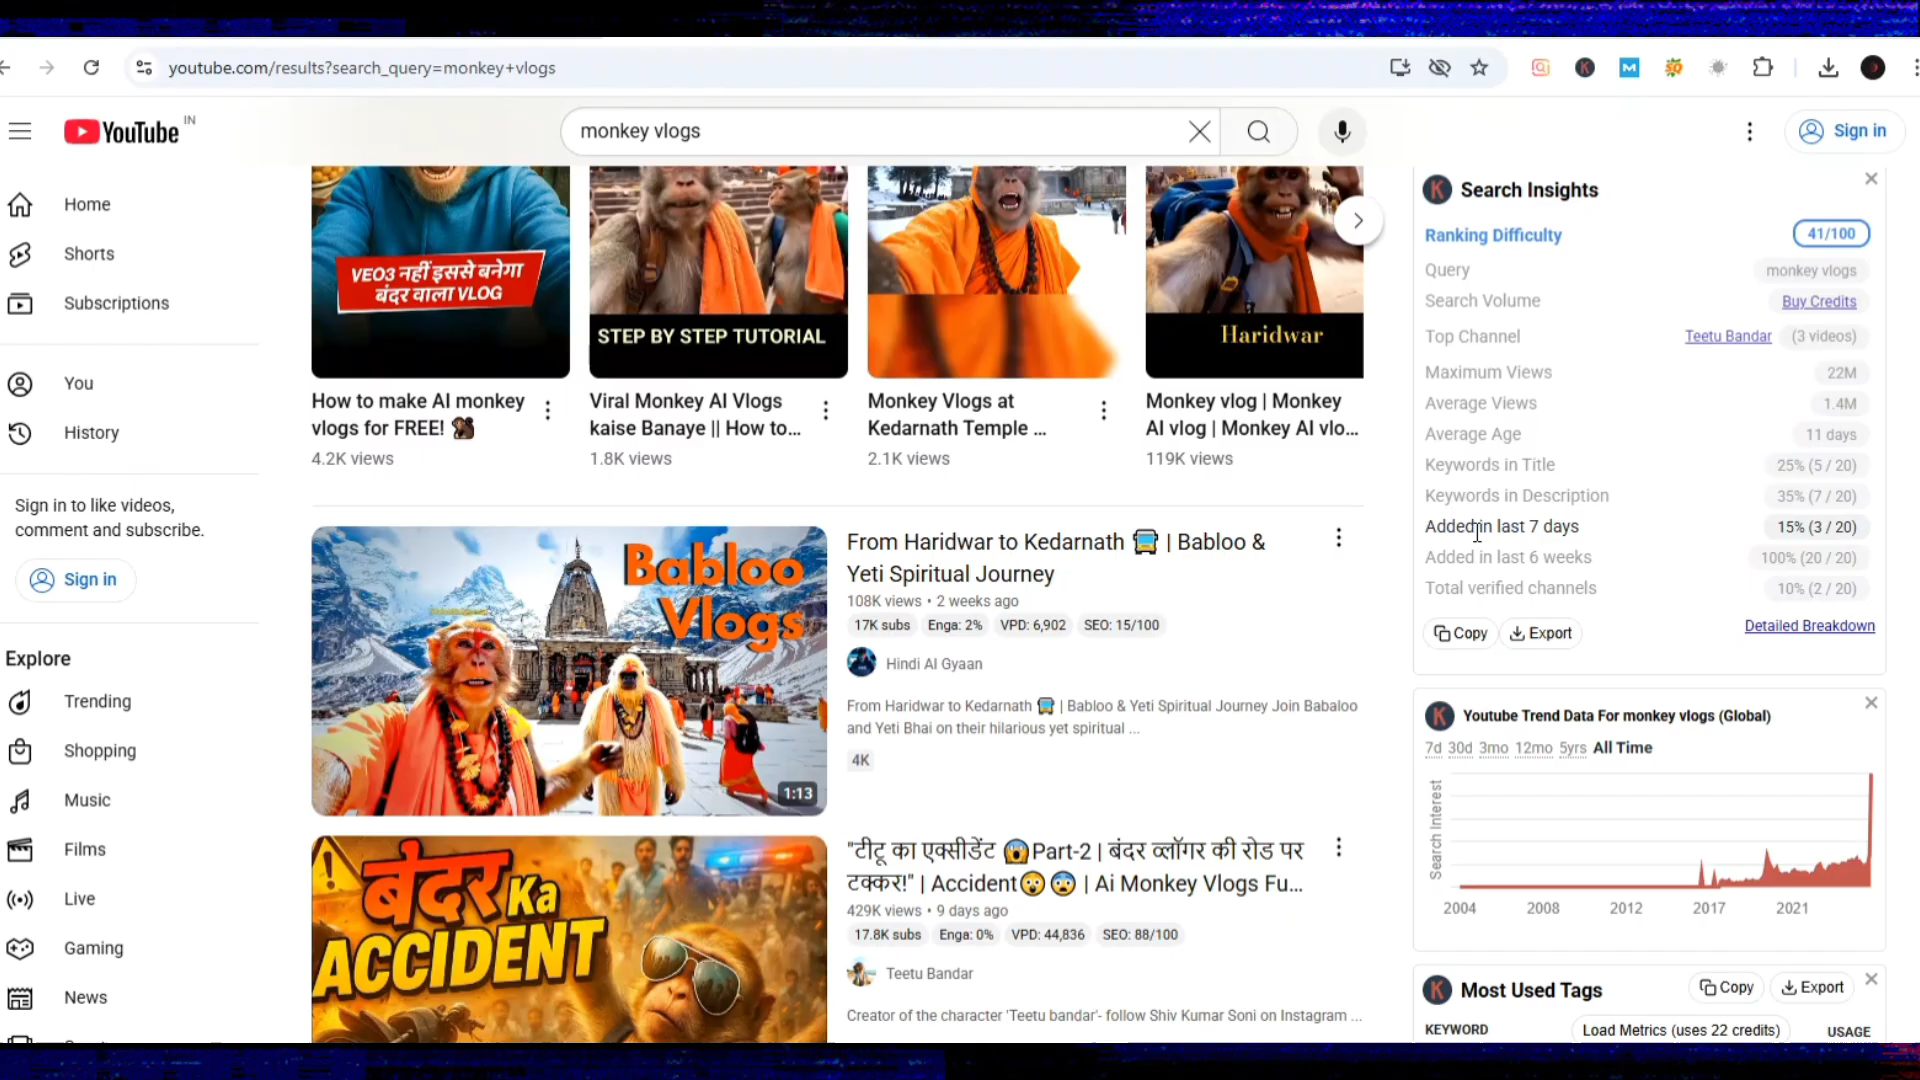 youtube.com/results?search_query=monkey+vlogs
YouTube IN
monkey vlogs
Sign in
Home
Shorts
Subscriptions
You
History
Sign in to like videos,
comment and subscribe.
Sign in
Explore
Trending
Shopping
Music
Films
Live
Gaming
News
VEO3 नहीं इससे बनेगा
बंदर वाला VLOG
STEP BY STEP TUTORIAL
Haridwar
How to make AI monkey
vlogs for FREE! 🐒
4.2K views
Viral Monkey AI Vlogs
kaise Banaye || How to...
1.8K views
Monkey Vlogs at
Kedarnath Temple ...
2.1K views
Monkey vlog | Monkey
AI vlog | Monkey AI vlo...
119K views
Babloo
Vlogs
1:13
From Haridwar to Kedarnath 🚍 | Babloo &
Yeti Spiritual Journey
108K views • 2 weeks ago
17K subs Enga: 2% VPD: 6,902 SEO: 15/100
Hindi AI Gyaan
From Haridwar to Kedarnath 🚍 | Babloo & Yeti Spiritual Journey Join Babaloo
and Yeti Bhai on their hilarious yet spiritual ...
4K
बंदर Ka
ACCIDENT
"टीटू का एक्सीडेंट 😱Part-2 | बंदर व्लॉगर की रोड पर
टक्कर!" | Accident😲😨 | Ai Monkey Vlogs Fu...
429K views • 9 days ago
17.8K subs Enga: 0% VPD: 44,836 SEO: 88/100
Teetu Bandar
Creator of the character 'Teetu bandar'- follow Shiv Kumar Soni on Instagram ...
K Search Insights
Ranking Difficulty 41/100
Query monkey vlogs
Search Volume Buy Credits
Top Channel Teetu Bandar (3 videos)
Maximum Views 22M
Average Views 1.4M
Average Age 11 days
Keywords in Title 25% (5 / 20)
Keywords in Description 35% (7 / 20)
Added in last 7 days 15% (3 / 20)
Added in last 6 weeks 100% (20 / 20)
Total verified channels 10% (2 / 20)
Copy Export Detailed Breakdown
K Youtube Trend Data For monkey vlogs (Global)
7d 30d 3mo 12mo 5yrs All Time
Search Interest
2004 2008 2012 2017 2021
K Most Used Tags Copy Export
KEYWORD Load Metrics (uses 22 credits) USAGE